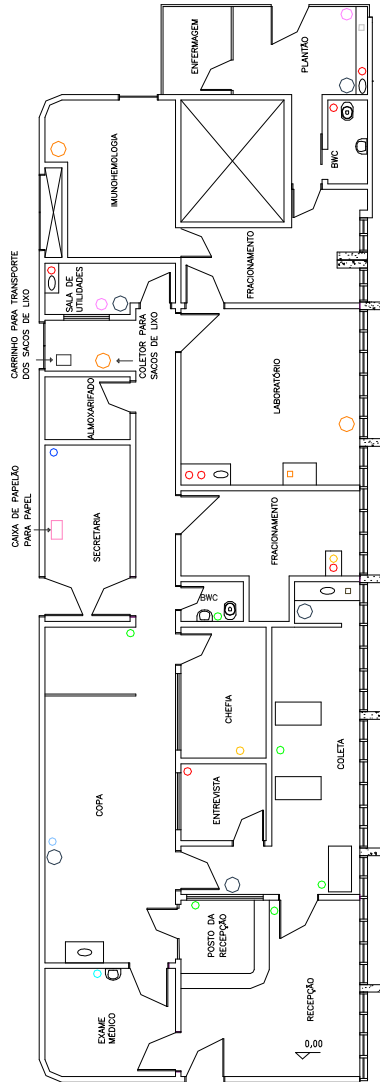 ENFERMAGEM
PLANTÃO
BWC
IMUNOHEMOLOGIA
FRACIONAMENTO
CARRINHO PARA TRANSPORTE
DOS SACOS DE LIXO
SALA DE
UTILIDADES
COLETOR PARA
SACOS DE LIXO
ALMOXARIFADO
LABORATÓRIO
CAIXA DE PAPELÃO
PARA PAPEL
SECRETARIA
FRACIONAMENTO
BWC
CHEFIA
COLETA
COPA
ENTREVISTA
POSTO DA
RECEPÇÃO
EXAME
MÉDICO
RECEPÇÃO
0,00